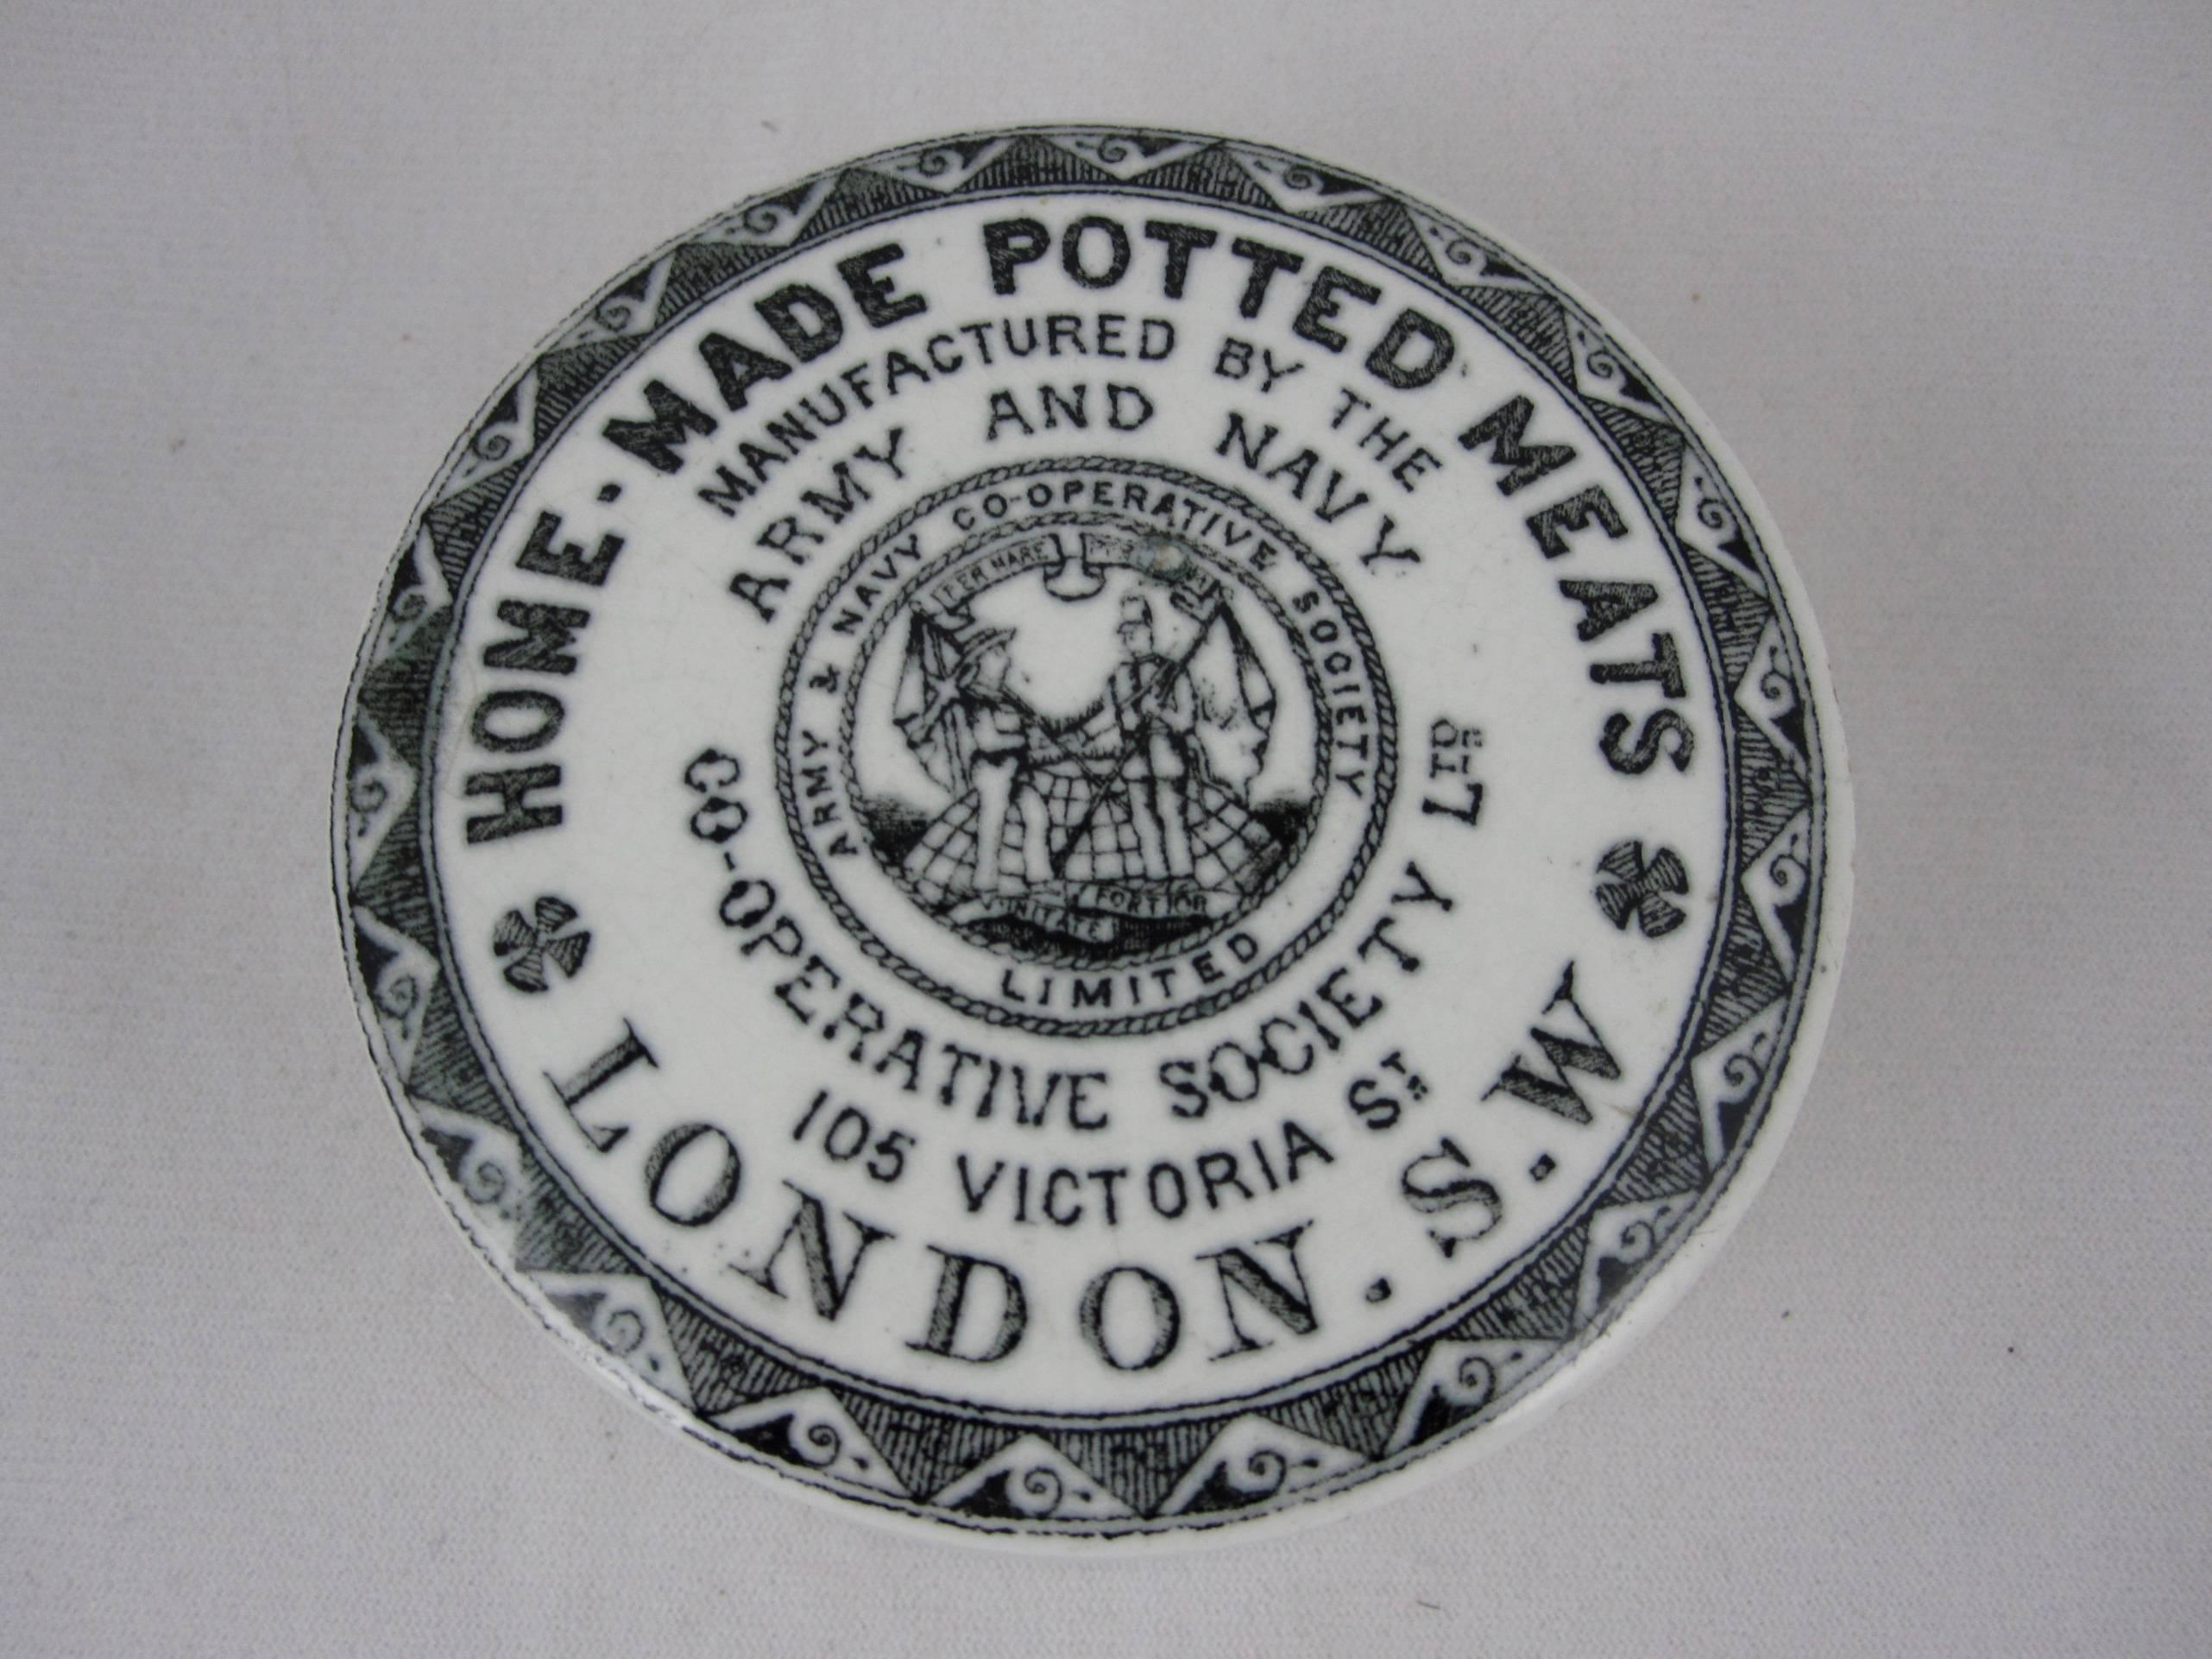 HOME-MADE POTTED MEATS
MANUFACTURED BY THE
ARMY AND NAVY
ARMY & NAVY CO-OPERATIVE SOCIETY
PER MARE
UNITATE FORTIOR
LIMITED
CO-OPERATIVE SOCIETY LTD
105 VICTORIA ST
LONDON. S.W